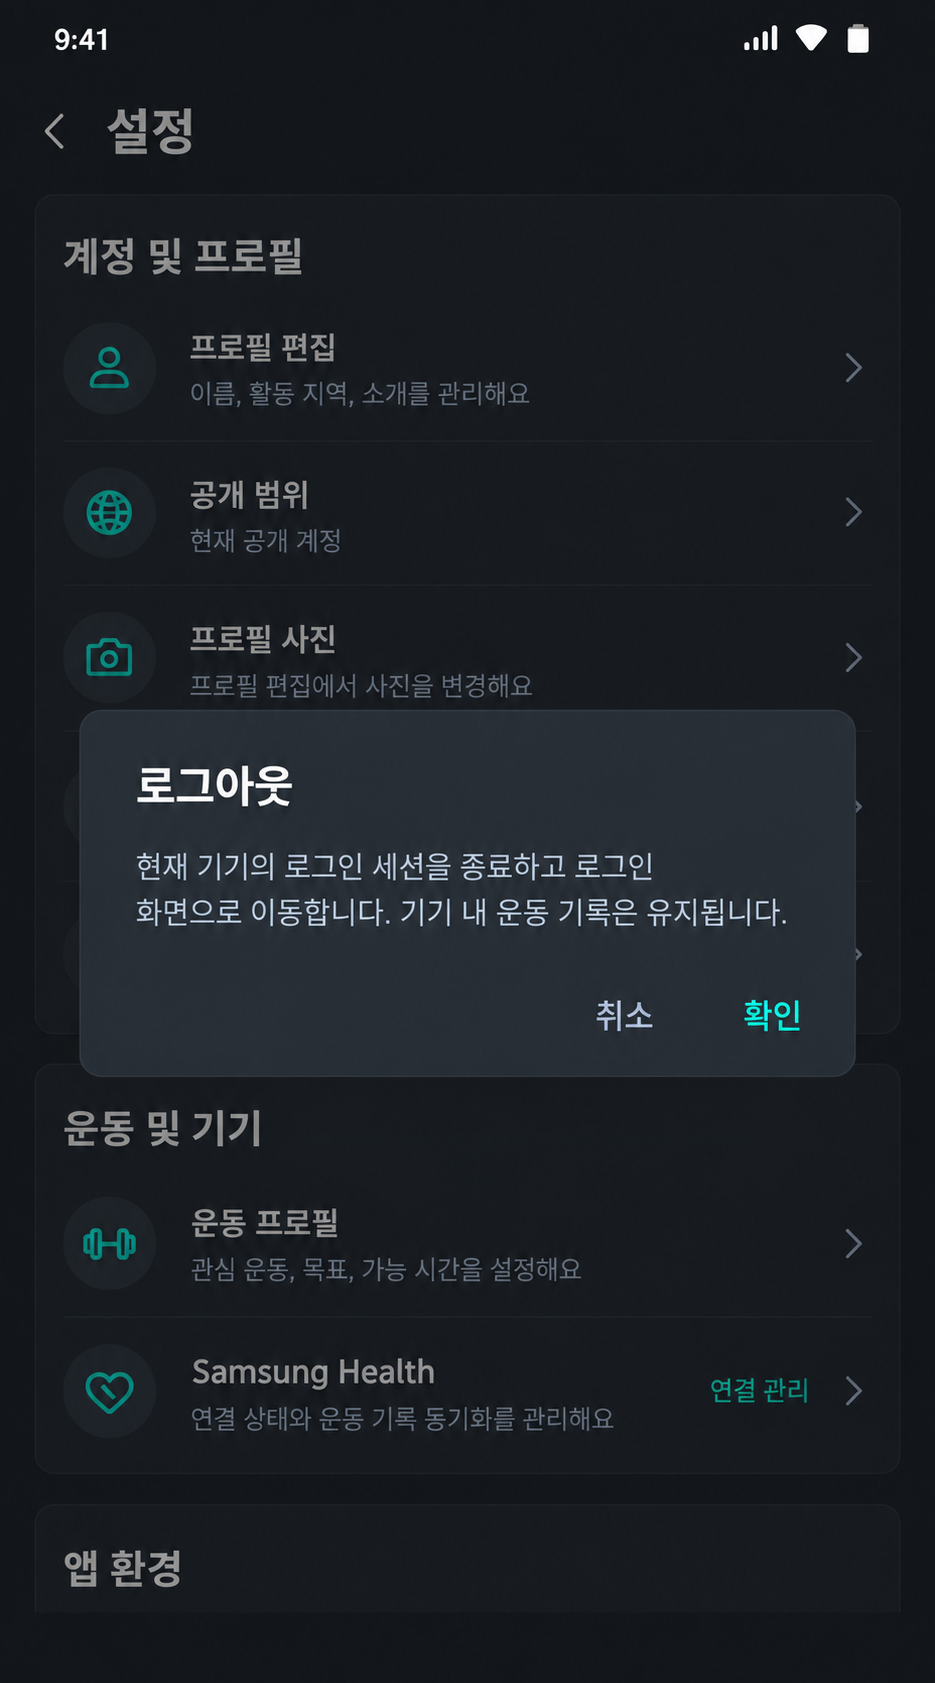 9:41
설정
계정 및 프로필
프로필 편집
이름, 활동 지역, 소개를 관리해요
공개 범위
현재 공개 계정
프로필 사진
프로필 편집에서 사진을 변경해요
로그아웃
현재 기기의 로그인 세션을 종료하고 로그인
화면으로 이동합니다. 기기 내 운동 기록은 유지됩니다.
취소
확인
운동 및 기기
운동 프로필
관심 운동, 목표, 가능 시간을 설정해요
Samsung Health
연결 관리
연결 상태와 운동 기록 동기화를 관리해요
앱 환경